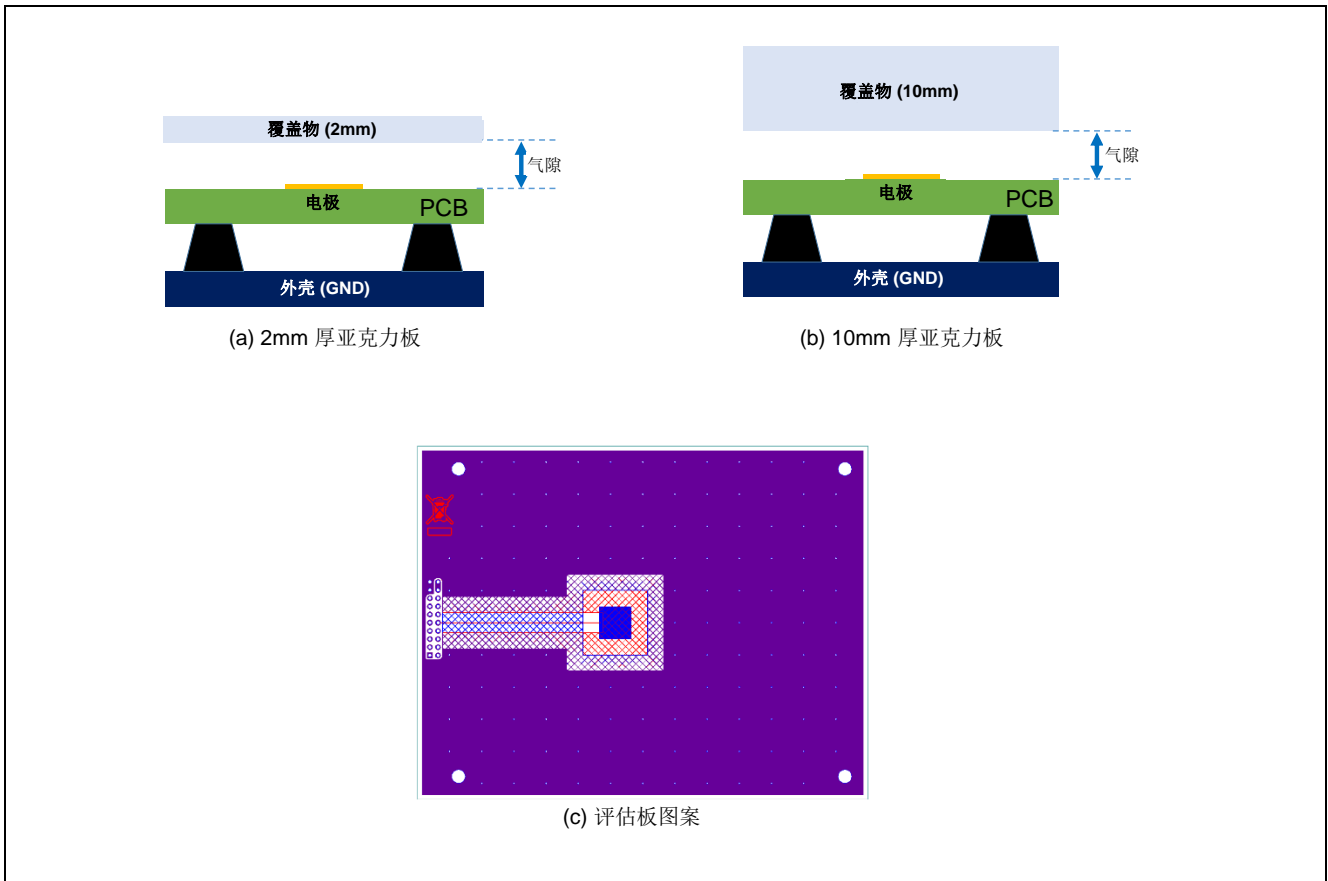 覆盖物 (2mm)
气隙
电极
PCB
外壳 (GND)
(a) 2mm 厚亚克力板
覆盖物 (10mm)
气隙
电极
PCB
外壳 (GND)
(b) 10mm 厚亚克力板
(c) 评估板图案